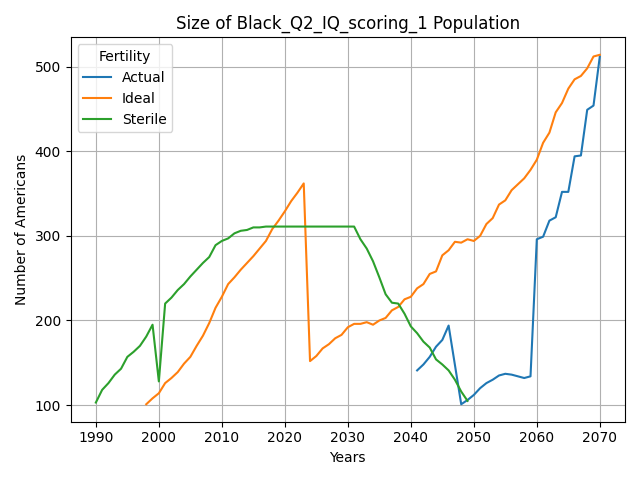 Size of Black_Q2_IQ_scoring_1 Population
Fertility
Actual
Ideal
Sterile
Number of Americans
500
400
300
200
100
1990 2000 2010 2020 2030 2040 2050 2060 2070
Years